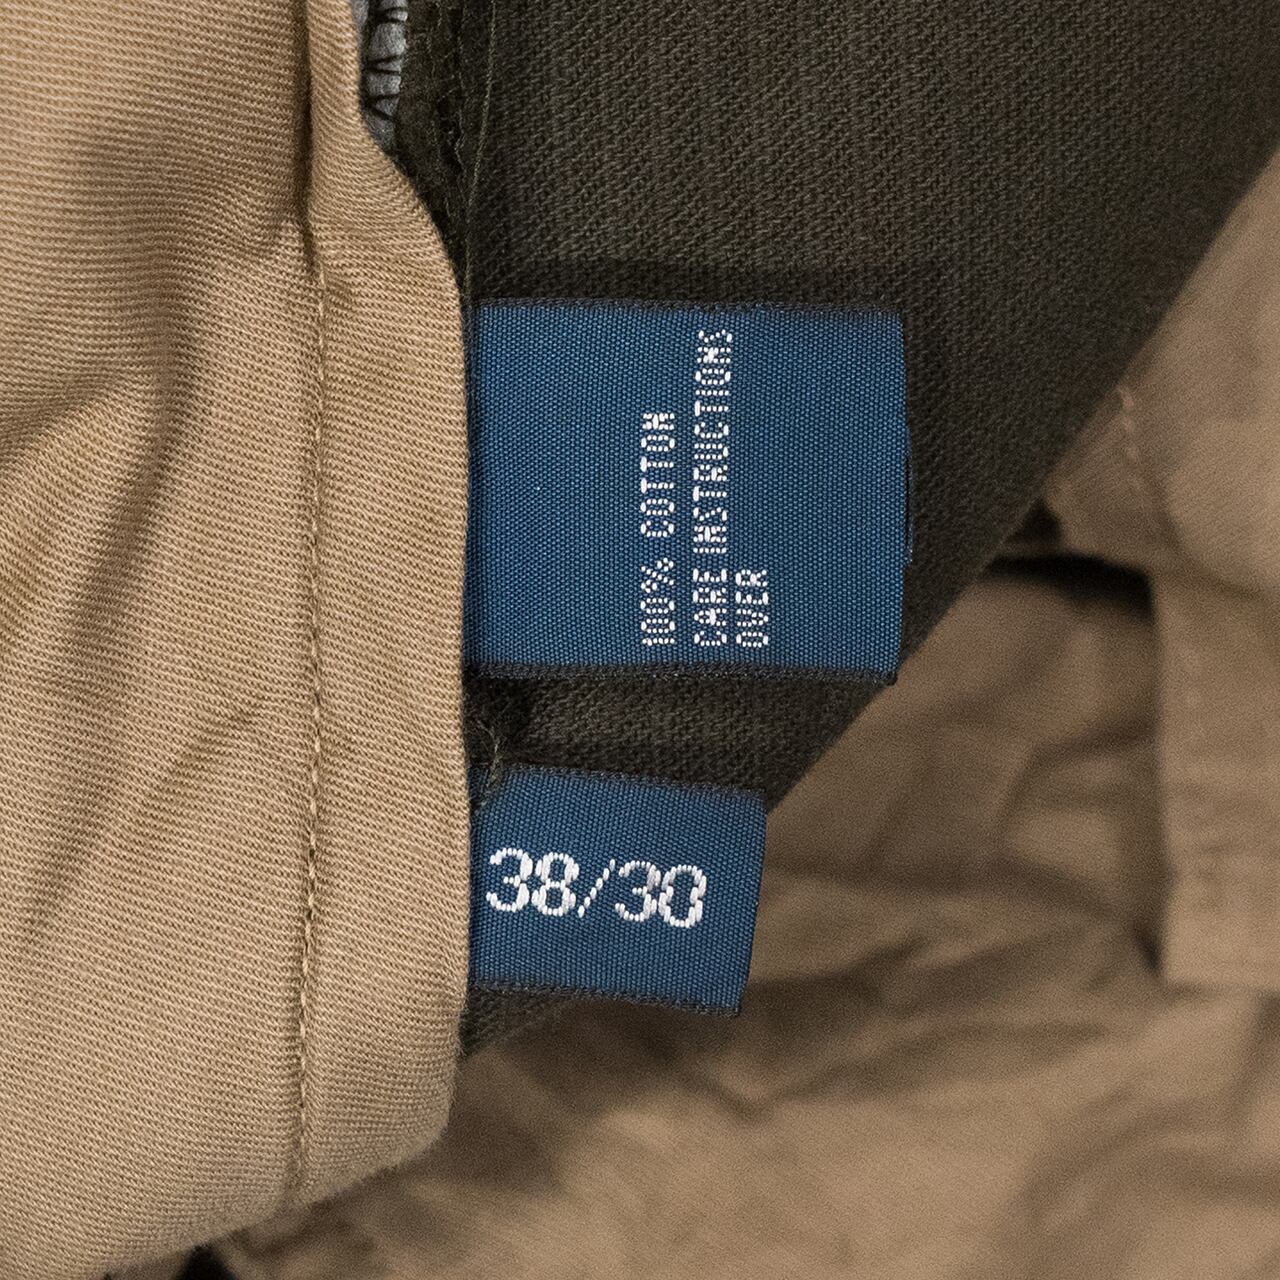 100% COTTON
CARE INSTRUCTIONS
OVER
38/30